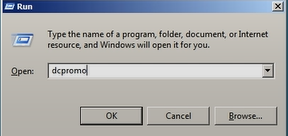 Run
Type the name of a program, folder, document, or Internet
resource, and Windows will open it for you.
Open: dcpromo
OK Cancel Browse...